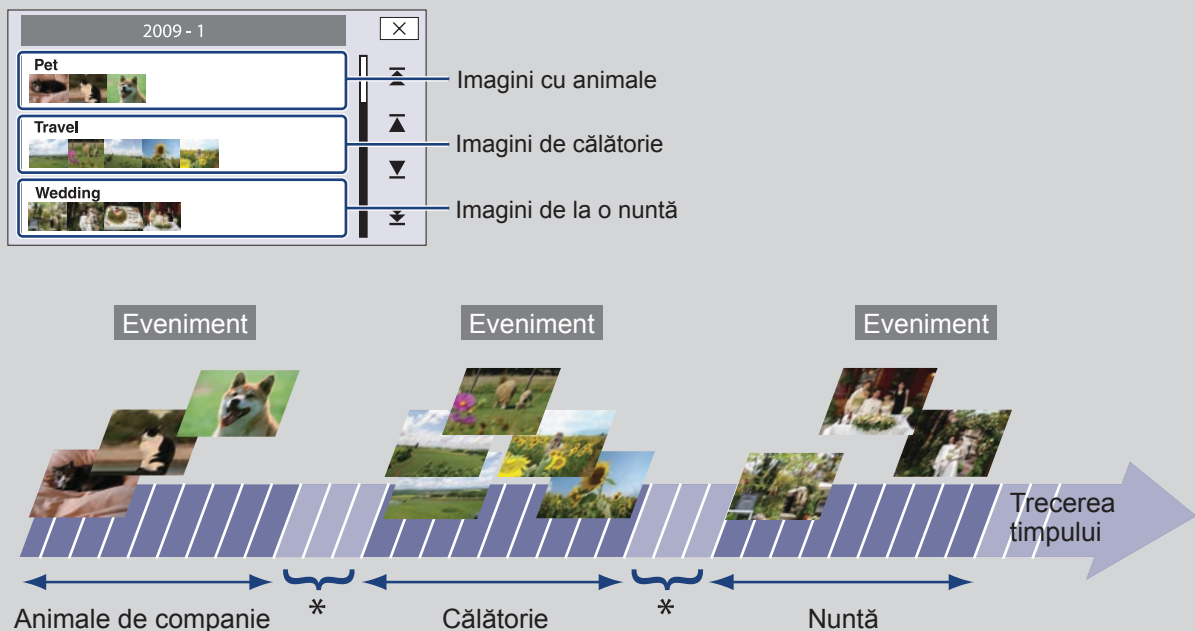 2009 - 1
Pet
Imagini cu animale
Travel
Imagini de călătorie
Wedding
Imagini de la o nuntă
Eveniment
Eveniment
Eveniment
Trecerea
timpului
*
*
Animale de companie
Călătorie
Nuntă